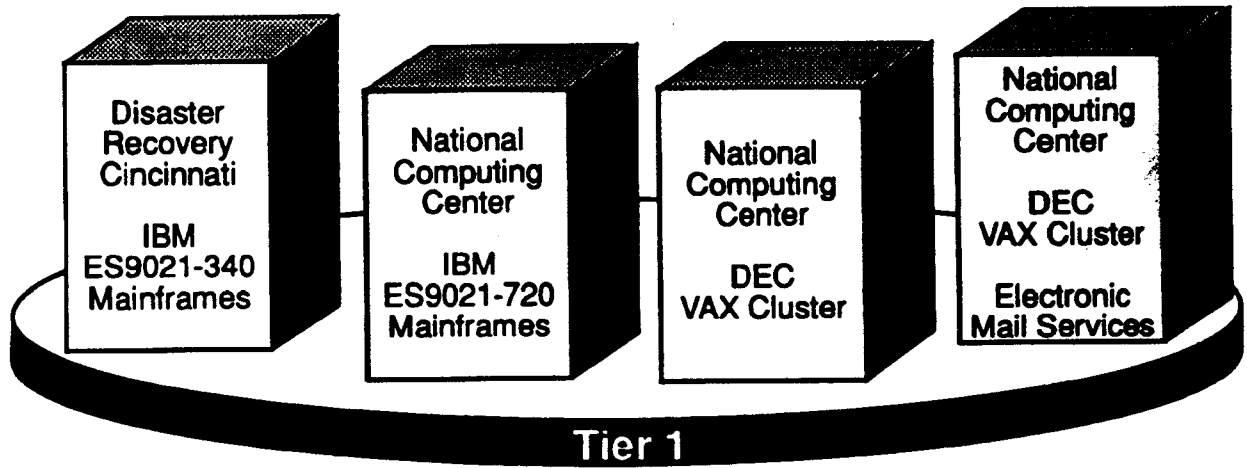 Disaster
Recovery
Cincinnati
IBM
ES9021-340
Mainframes
National
Computing
Center
IBM
ES9021-720
Mainframes
National
Computing
Center
DEC
VAX Cluster
National
Computing
Center
DEC
VAX Cluster
Electronic
Mail Services
Tier 1